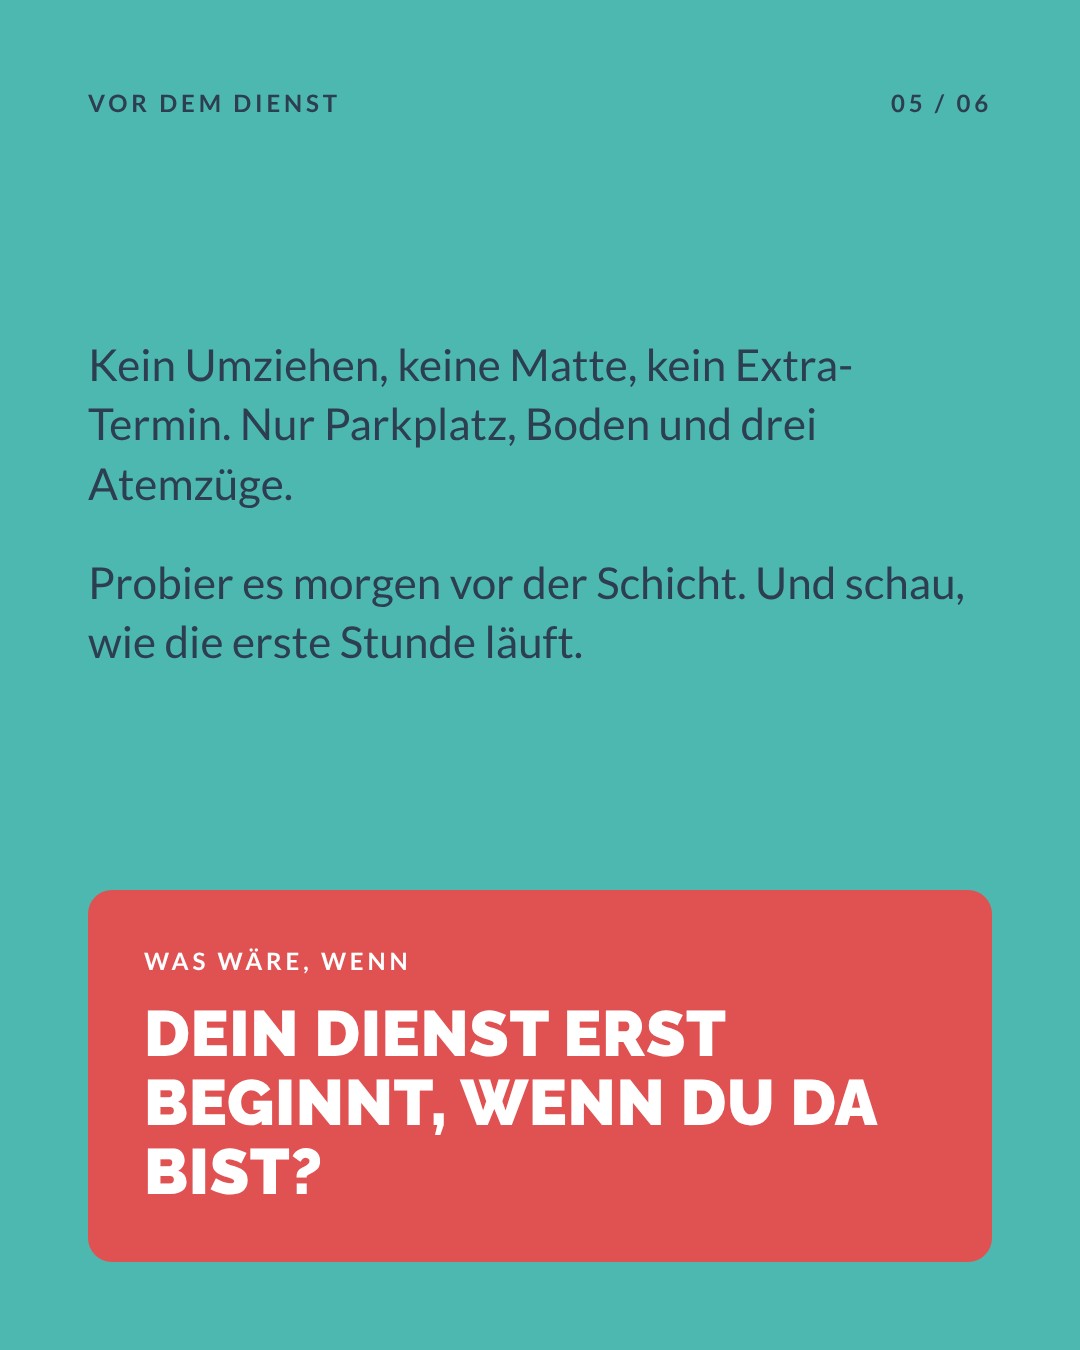 VOR DEM DIENST
05 / 06
Kein Umziehen, keine Matte, kein Extra-
Termin. Nur Parkplatz, Boden und drei
Atemzüge.
Probier es morgen vor der Schicht. Und schau,
wie die erste Stunde läuft.
WAS WÄRE, WENN
DEIN DIENST ERST
BEGINNT, WENN DU DA
BIST?